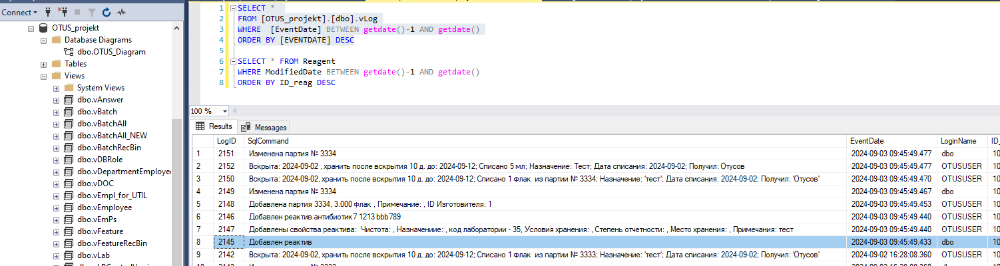 Connect
OTUS_projekt
Database Diagrams
dbo.OTUS_Diagram
Tables
Views
System Views
dbo.vAnswer
dbo.vBatch
dbo.vBatchAll
dbo.vBatchAll_NEW
dbo.vBatchRecBin
dbo.vDBRole
dbo.vDepartmentEmployee
dbo.vDOC
dbo.vEmpl_for_UTIL
dbo.vEmployee
dbo.vEmPs
dbo.vFeature
dbo.vFeatureRecBin
dbo.vLab
1 SELECT *
2 FROM [OTUS_projekt].[dbo].vLog
3 WHERE [EventDate] BETWEEN getdate()-1 AND getdate()
4 ORDER BY [EVENTDATE] DESC
5
6 SELECT * FROM Reagent
7 WHERE ModifiedDate BETWEEN getdate()-1 AND getdate()
8 ORDER BY ID_reag DESC
100 %
Results Messages
LogID SqlCommand EventDate LoginName ID_
1 2151 Изменена партия № 3334 2024-09-03 09:45:49.477 dbo 10
2 2152 Вскрыта: 2024-09-02 , хранить после вскрытия 10 д. до: 2024-09-12; Списано 5 мл; Назначение: Тест; Дата списания: 2024-09-02; Получил: Отусов 2024-09-03 09:45:49.477 OTUSUSER 10
3 2150 Вскрыта: 2024-09-02, хранить после вскрытия 10 д. до: 2024-09-12; Списано 1 флак из партии № 3334; Назначение: 'тест'; Дата списания: 2024-09-02; Получил: 'Отусов' 2024-09-03 09:45:49.470 OTUSUSER 10
4 2149 Изменена партия № 3334 2024-09-03 09:45:49.467 dbo 10
5 2148 Добавлена партия 3334, 3.000 флак , Примечание: , ID Изготовителя: 1 2024-09-03 09:45:49.453 OTUSUSER 10
6 2146 Добавлен реактив антибиотик7 1213 bbb789 2024-09-03 09:45:49.440 OTUSUSER 10
7 2147 Добавлены свойства реактива: Чистота: , Назначениие: , код лаборатории - 35, Условия хранения: , Степень отчетности: , Место хранения: , Примечания: тест 2024-09-03 09:45:49.440 OTUSUSER 10
8 2145 Добавлен реактив 2024-09-03 09:45:49.433 dbo 10
9 2142 Вскрыта: 2024-09-02, хранить после вскрытия 10 д. до: 2024-09-12; Списано 1 флак из партии № 3333; Назначение: 'тест'; Дата списания: 2024-09-02; Получил: 'Отусов' 2024-09-02 16:28:08.360 OTUSUSER 10